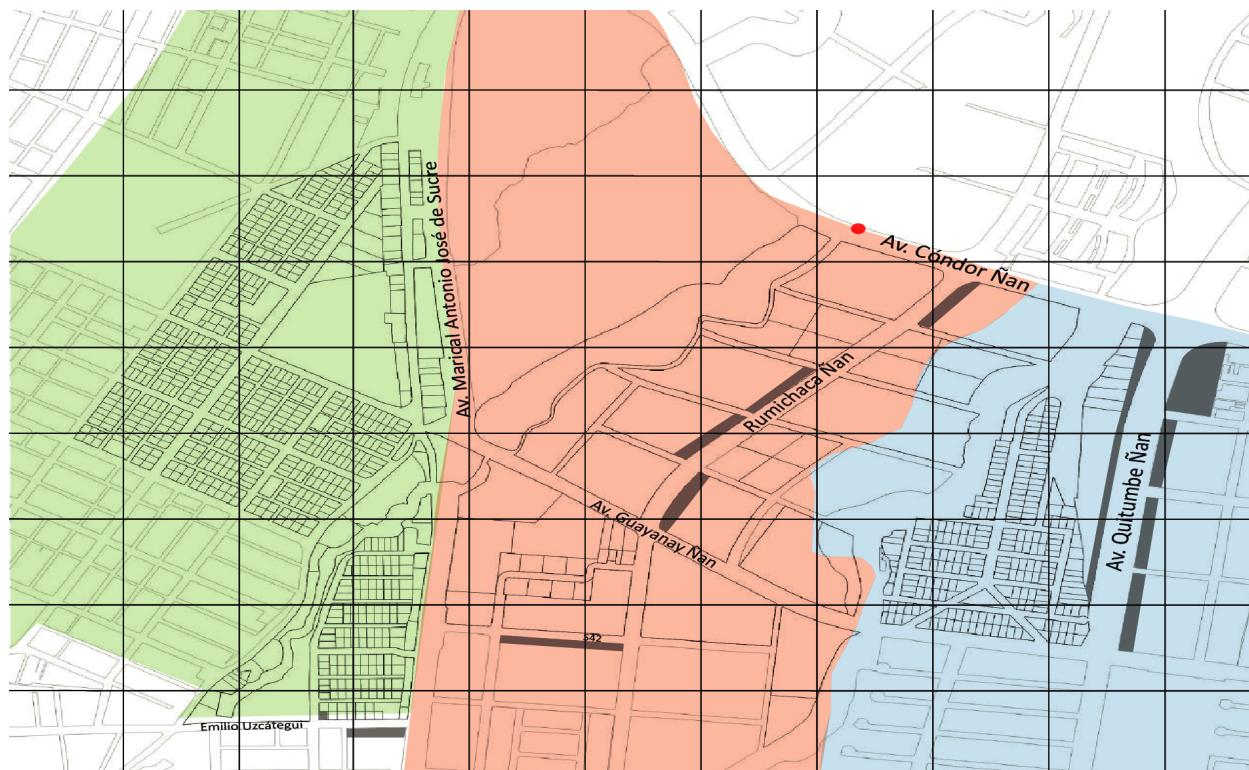 Av. Marical Antonio José de Sucre
Av. Cóndor Ñan
Rumichaca Ñan
Av. Quitumbe Ñan
Av. Guayanay Ñan
S42
Emilio Uzcátegui